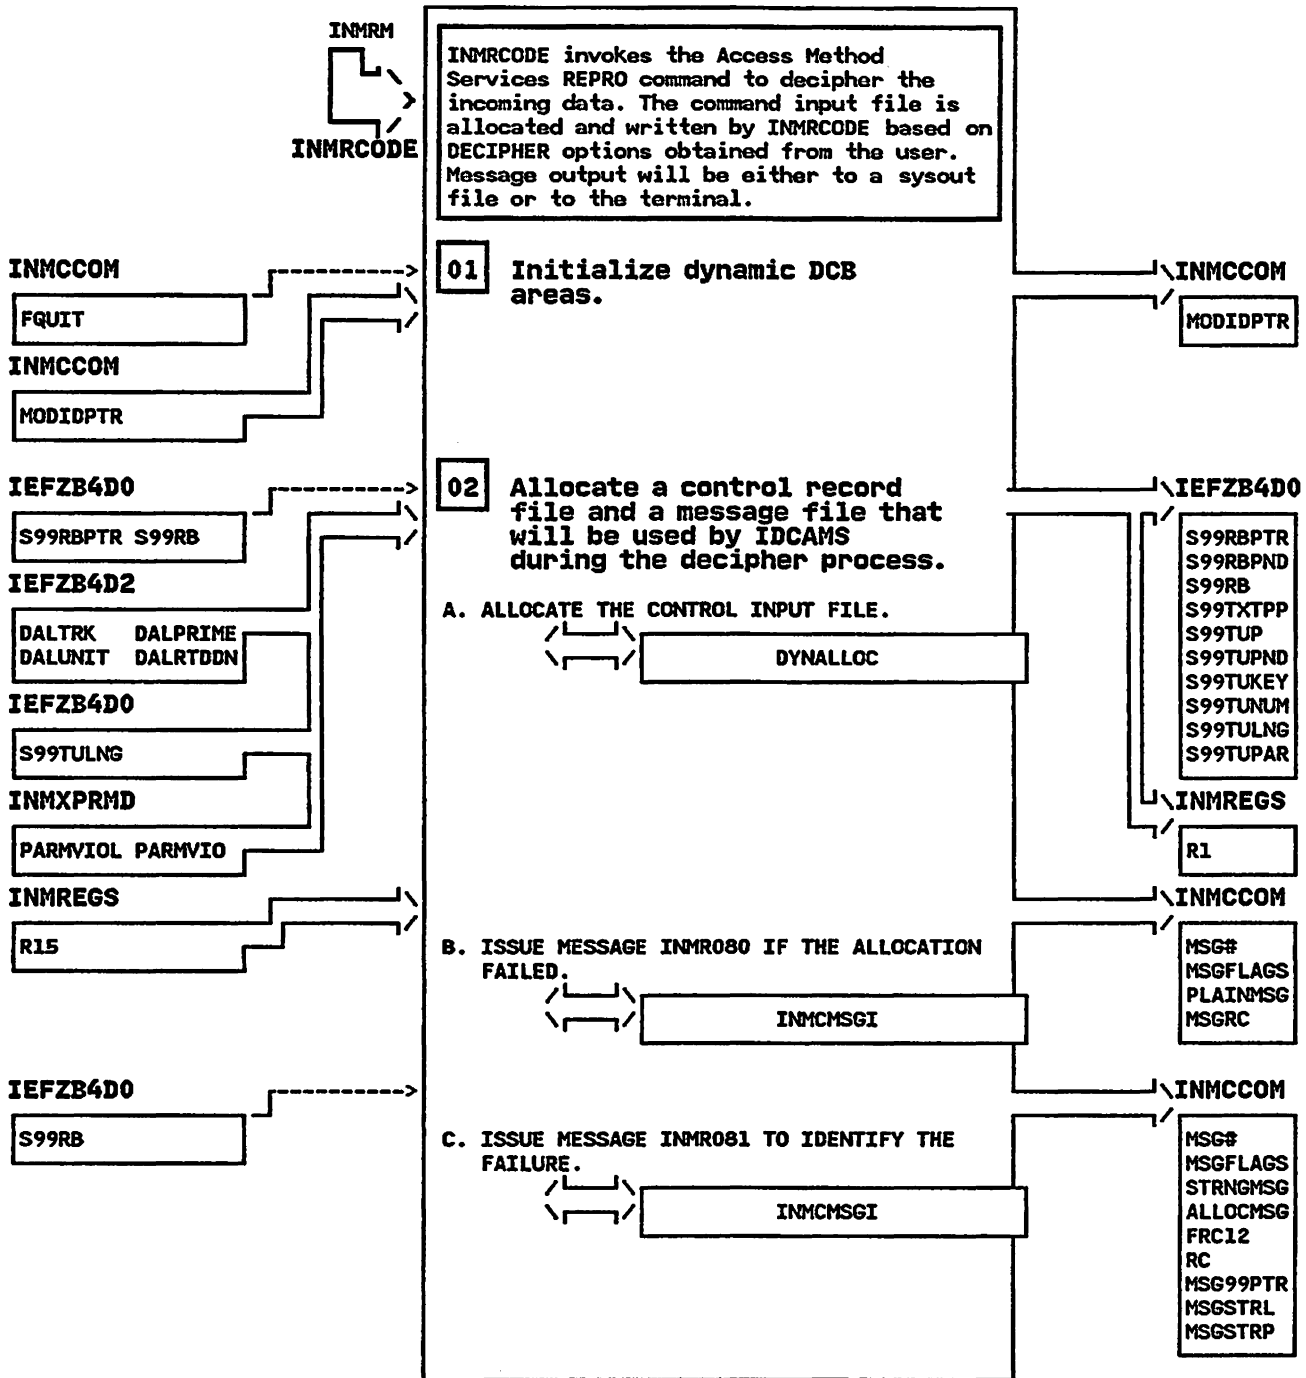 INMRM
INMRCODE
INMRCODE invokes the Access Method
Services REPRO command to decipher the
incoming data. The command input file is
allocated and written by INMRCODE based on
DECIPHER options obtained from the user.
Message output will be either to a sysout
file or to the terminal.
INMCCOM
FQUIT
INMCCOM
MODIDPTR
01 Initialize dynamic DCB
areas.
INMCCOM
MODIDPTR
IEFZB4D0
S99RBPTR S99RB
IEFZB4D2
DALTRK DALPRIME
DALUNIT DALRTDDN
IEFZB4D0
S99TULNG
INMXPRMD
PARMVIOL PARMVIO
INMREGS
R15
02 Allocate a control record
file and a message file that
will be used by IDCAMS
during the decipher process.
A. ALLOCATE THE CONTROL INPUT FILE.
DYNALLOC
IEFZB4D0
S99RBPTR
S99RBPND
S99RB
S99TXTPP
S99TUP
S99TUPND
S99TUKEY
S99TUNUM
S99TULNG
S99TUPAR
INMREGS
R1
B. ISSUE MESSAGE INMR080 IF THE ALLOCATION
FAILED.
INMCMSGI
INMCCOM
MSG#
MSGFLAGS
PLAINMSG
MSGRC
IEFZB4D0
S99RB
C. ISSUE MESSAGE INMR081 TO IDENTIFY THE
FAILURE.
INMCMSGI
INMCCOM
MSG#
MSGFLAGS
STRNGMSG
ALLOCMSG
FRC12
RC
MSG99PTR
MSGSTRL
MSGSTRP